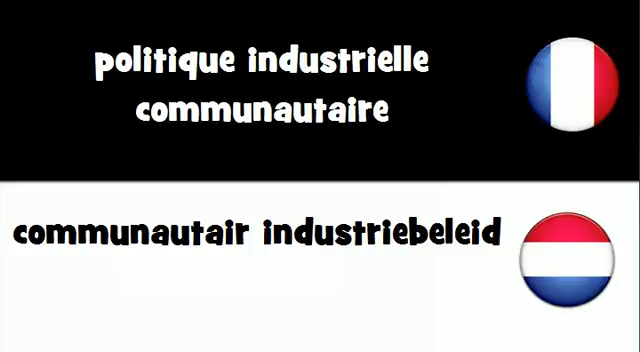 politique industrielle
communautaire
communautair industriebeleid